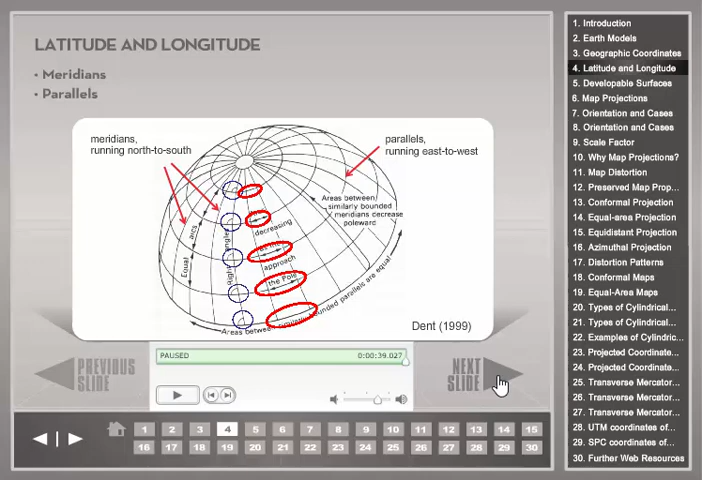 LATITUDE AND LONGITUDE
• Meridians
• Parallels
meridians,
running north-to-south
parallels,
running east-to-west
Areas between
similarly bounded
meridians decrease
poleward
decreasing
approach
the Pole
Equal
arcs
Right
angles
Areas between
bounded parallels are equal
Dent (1999)
PREVIOUS
SLIDE
NEXT
SLIDE
PAUSED 0:00:39.027
1 2 3 4 5 6 7 8 9 10 11 12 13 14 15
16 17 18 19 20 21 22 23 24 25 26 27 28 29 30
1. Introduction
2. Earth Models
3. Geographic Coordinates
4. Latitude and Longitude
5. Developable Surfaces
6. Map Projections
7. Orientation and Cases
8. Orientation and Cases
9. Scale Factor
10. Why Map Projections?
11. Map Distortion
12. Preserved Map Prop...
13. Conformal Projection
14. Equal-area Projection
15. Equidistant Projection
16. Azimuthal Projection
17. Distortion Patterns
18. Conformal Maps
19. Equal-Area Maps
20. Types of Cylindrical...
21. Types of Cylindrical...
22. Examples of Cylindric...
23. Projected Coordinate...
24. Projected Coordinate...
25. Transverse Mercator...
26. Transverse Mercator...
27. Transverse Mercator...
28. UTM coordinates of...
29. SPC coordinates of...
30. Further Web Resources